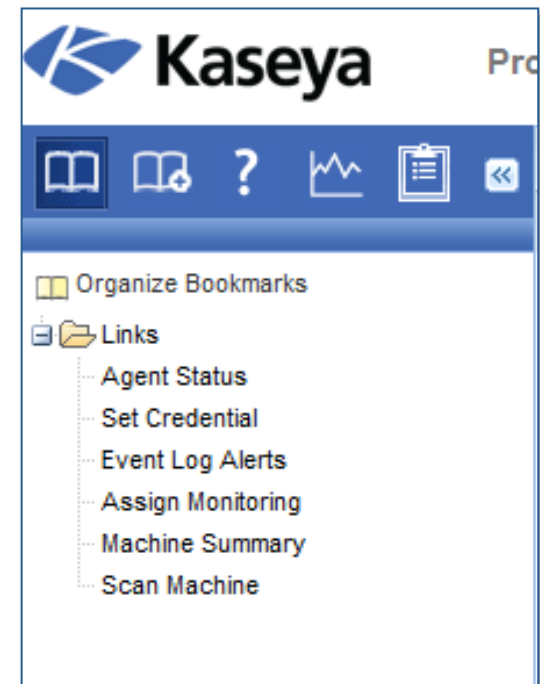 Kaseya Pro
?
Organize Bookmarks
Links
Agent Status
Set Credential
Event Log Alerts
Assign Monitoring
Machine Summary
Scan Machine